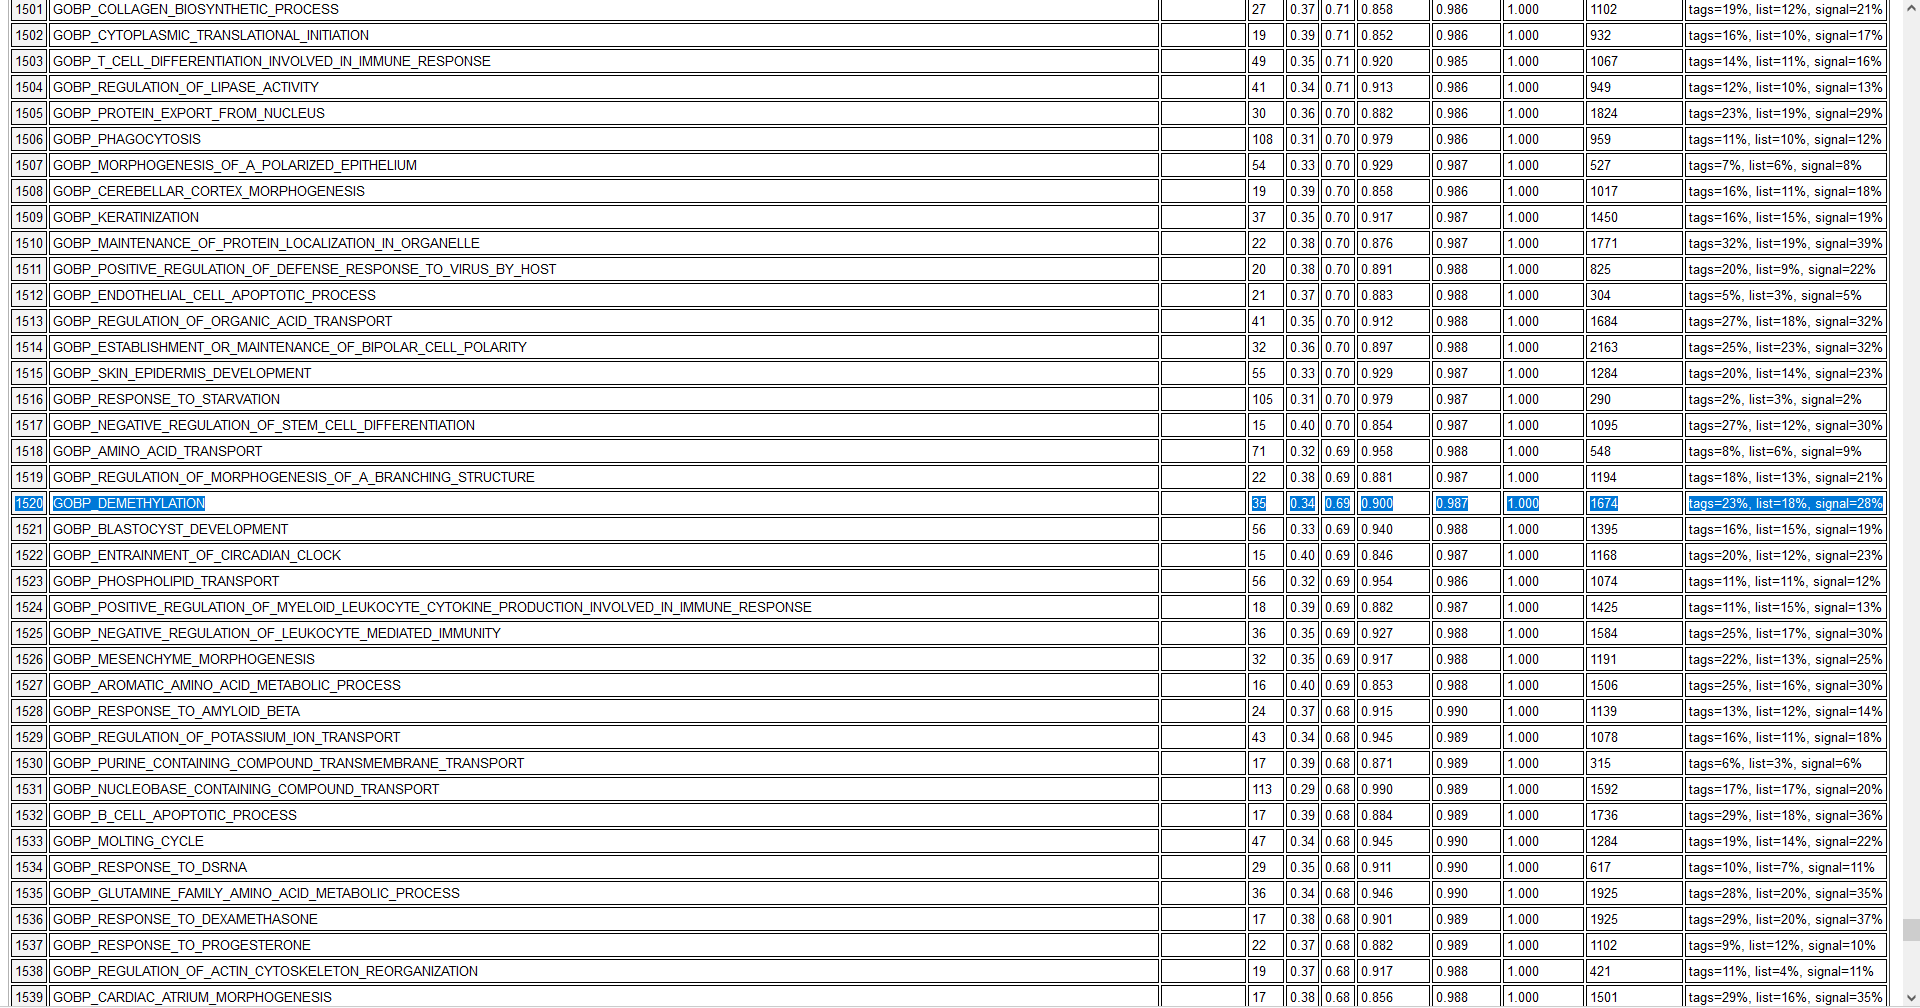 1501 GOBP_COLLAGEN_BIOSYNTHETIC_PROCESS 27 0.37 0.71 0.858 0.986 1.000 1102 tags=19%, list=12%, signal=21%
1502 GOBP_CYTOPLASMIC_TRANSLATIONAL_INITIATION 19 0.39 0.71 0.852 0.986 1.000 932 tags=16%, list=10%, signal=17%
1503 GOBP_T_CELL_DIFFERENTIATION_INVOLVED_IN_IMMUNE_RESPONSE 49 0.35 0.71 0.920 0.985 1.000 1067 tags=14%, list=11%, signal=16%
1504 GOBP_REGULATION_OF_LIPASE_ACTIVITY 41 0.34 0.71 0.913 0.986 1.000 949 tags=12%, list=10%, signal=13%
1505 GOBP_PROTEIN_EXPORT_FROM_NUCLEUS 30 0.36 0.70 0.882 0.986 1.000 1824 tags=23%, list=19%, signal=29%
1506 GOBP_PHAGOCYTOSIS 108 0.31 0.70 0.979 0.986 1.000 959 tags=11%, list=10%, signal=12%
1507 GOBP_MORPHOGENESIS_OF_A_POLARIZED_EPITHELIUM 54 0.33 0.70 0.929 0.987 1.000 527 tags=7%, list=6%, signal=8%
1508 GOBP_CEREBELLAR_CORTEX_MORPHOGENESIS 19 0.39 0.70 0.858 0.986 1.000 1017 tags=16%, list=11%, signal=18%
1509 GOBP_KERATINIZATION 37 0.35 0.70 0.917 0.987 1.000 1450 tags=16%, list=15%, signal=19%
1510 GOBP_MAINTENANCE_OF_PROTEIN_LOCALIZATION_IN_ORGANELLE 22 0.38 0.70 0.876 0.987 1.000 1771 tags=32%, list=19%, signal=39%
1511 GOBP_POSITIVE_REGULATION_OF_DEFENSE_RESPONSE_TO_VIRUS_BY_HOST 20 0.38 0.70 0.891 0.988 1.000 825 tags=20%, list=9%, signal=22%
1512 GOBP_ENDOTHELIAL_CELL_APOPTOTIC_PROCESS 21 0.37 0.70 0.883 0.988 1.000 304 tags=5%, list=3%, signal=5%
1513 GOBP_REGULATION_OF_ORGANIC_ACID_TRANSPORT 41 0.35 0.70 0.912 0.988 1.000 1684 tags=27%, list=18%, signal=32%
1514 GOBP_ESTABLISHMENT_OR_MAINTENANCE_OF_BIPOLAR_CELL_POLARITY 32 0.36 0.70 0.897 0.988 1.000 2163 tags=25%, list=23%, signal=32%
1515 GOBP_SKIN_EPIDERMIS_DEVELOPMENT 55 0.33 0.70 0.929 0.987 1.000 1284 tags=20%, list=14%, signal=23%
1516 GOBP_RESPONSE_TO_STARVATION 105 0.31 0.70 0.979 0.987 1.000 290 tags=2%, list=3%, signal=2%
1517 GOBP_NEGATIVE_REGULATION_OF_STEM_CELL_DIFFERENTIATION 15 0.40 0.70 0.854 0.987 1.000 1095 tags=27%, list=12%, signal=30%
1518 GOBP_AMINO_ACID_TRANSPORT 71 0.32 0.69 0.958 0.988 1.000 548 tags=8%, list=6%, signal=9%
1519 GOBP_REGULATION_OF_MORPHOGENESIS_OF_A_BRANCHING_STRUCTURE 22 0.38 0.69 0.881 0.987 1.000 1194 tags=18%, list=13%, signal=21%
1520 GOBP_DEMETHYLATION 35 0.34 0.69 0.900 0.987 1.000 1674 tags=23%, list=18%, signal=28%
1521 GOBP_BLASTOCYST_DEVELOPMENT 56 0.33 0.69 0.940 0.988 1.000 1395 tags=16%, list=15%, signal=19%
1522 GOBP_ENTRAINMENT_OF_CIRCADIAN_CLOCK 15 0.40 0.69 0.846 0.987 1.000 1168 tags=20%, list=12%, signal=23%
1523 GOBP_PHOSPHOLIPID_TRANSPORT 56 0.32 0.69 0.954 0.986 1.000 1074 tags=11%, list=11%, signal=12%
1524 GOBP_POSITIVE_REGULATION_OF_MYELOID_LEUKOCYTE_CYTOKINE_PRODUCTION_INVOLVED_IN_IMMUNE_RESPONSE 18 0.39 0.69 0.882 0.987 1.000 1425 tags=11%, list=15%, signal=13%
1525 GOBP_NEGATIVE_REGULATION_OF_LEUKOCYTE_MEDIATED_IMMUNITY 36 0.35 0.69 0.927 0.988 1.000 1584 tags=25%, list=17%, signal=30%
1526 GOBP_MESENCHYME_MORPHOGENESIS 32 0.35 0.69 0.917 0.988 1.000 1191 tags=22%, list=13%, signal=25%
1527 GOBP_AROMATIC_AMINO_ACID_METABOLIC_PROCESS 16 0.40 0.69 0.853 0.988 1.000 1506 tags=25%, list=16%, signal=30%
1528 GOBP_RESPONSE_TO_AMYLOID_BETA 24 0.37 0.68 0.915 0.990 1.000 1139 tags=13%, list=12%, signal=14%
1529 GOBP_REGULATION_OF_POTASSIUM_ION_TRANSPORT 43 0.34 0.68 0.945 0.989 1.000 1078 tags=16%, list=11%, signal=18%
1530 GOBP_PURINE_CONTAINING_COMPOUND_TRANSMEMBRANE_TRANSPORT 17 0.39 0.68 0.871 0.989 1.000 315 tags=6%, list=3%, signal=6%
1531 GOBP_NUCLEOBASE_CONTAINING_COMPOUND_TRANSPORT 113 0.29 0.68 0.990 0.989 1.000 1592 tags=17%, list=17%, signal=20%
1532 GOBP_B_CELL_APOPTOTIC_PROCESS 17 0.39 0.68 0.884 0.989 1.000 1736 tags=29%, list=18%, signal=36%
1533 GOBP_MOLTING_CYCLE 47 0.34 0.68 0.945 0.990 1.000 1284 tags=19%, list=14%, signal=22%
1534 GOBP_RESPONSE_TO_DSRNA 29 0.35 0.68 0.911 0.990 1.000 617 tags=10%, list=7%, signal=11%
1535 GOBP_GLUTAMINE_FAMILY_AMINO_ACID_METABOLIC_PROCESS 36 0.34 0.68 0.946 0.990 1.000 1925 tags=28%, list=20%, signal=35%
1536 GOBP_RESPONSE_TO_DEXAMETHASONE 17 0.38 0.68 0.901 0.989 1.000 1925 tags=29%, list=20%, signal=37%
1537 GOBP_RESPONSE_TO_PROGESTERONE 22 0.37 0.68 0.882 0.989 1.000 1102 tags=9%, list=12%, signal=10%
1538 GOBP_REGULATION_OF_ACTIN_CYTOSKELETON_REORGANIZATION 19 0.37 0.68 0.917 0.988 1.000 421 tags=11%, list=4%, signal=11%
1539 GOBP_CARDIAC_ATRIUM_MORPHOGENESIS 17 0.38 0.68 0.856 0.988 1.000 1501 tags=29%, list=16%, signal=35%